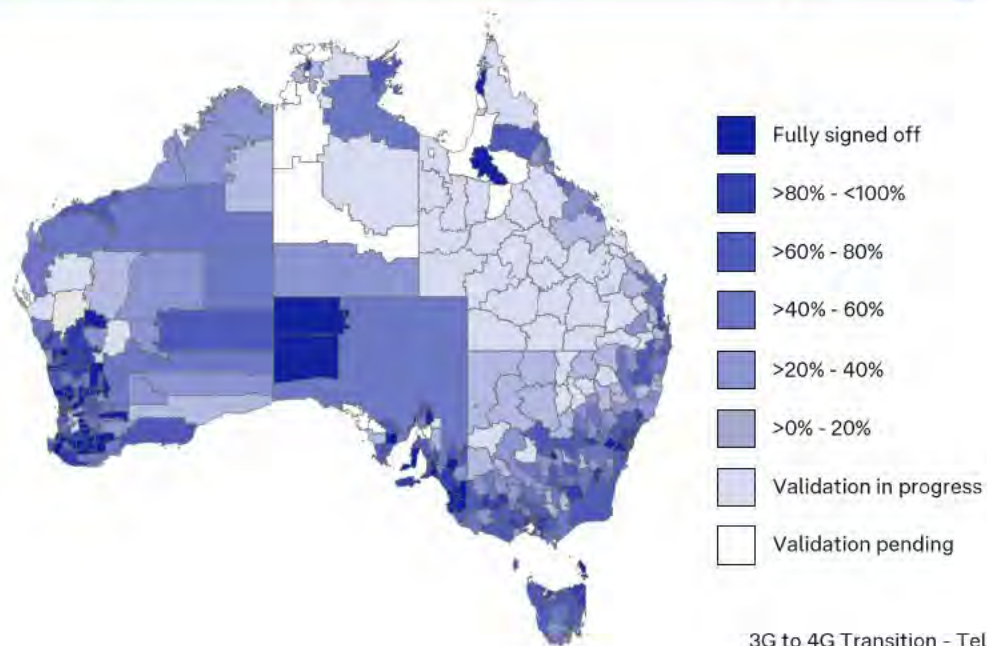 Fully signed off
>80% - <100%
>60% - 80%
>40% - 60%
>20% - 40%
>0% - 20%
Validation in progress
Validation pending
3G to 4G Transition - Tel